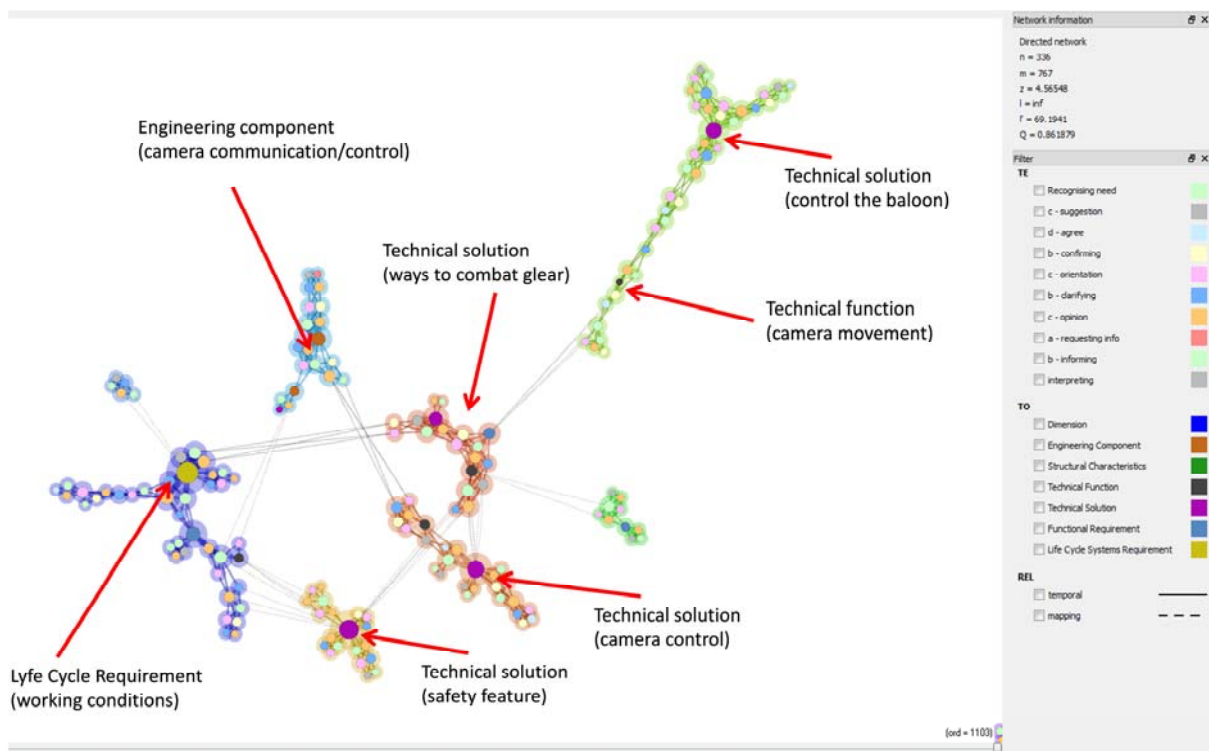 Engineering component
(camera communication/control)
Technical solution
(ways to combat glear)
Technical solution
(control the baloon)
Technical function
(camera movement)
Technical solution
(camera control)
Technical solution
(safety feature)
Lyfe Cycle Requirement
(working conditions)
(ord = 1103)
Network information
Directed network
n = 336
m = 767
z = 4.56548
l = inf
r = 69.1941
Q = 0.861879
Filter
TE
Recognising need
c - suggestion
d - agree
b - confirming
c - orientation
b - clarifying
c - opinion
a - requesting info
b - informing
interpreting
TO
Dimension
Engineering Component
Structural Characteristics
Technical Function
Technical Solution
Functional Requirement
Life Cycle Systems Requirement
REL
temporal
mapping